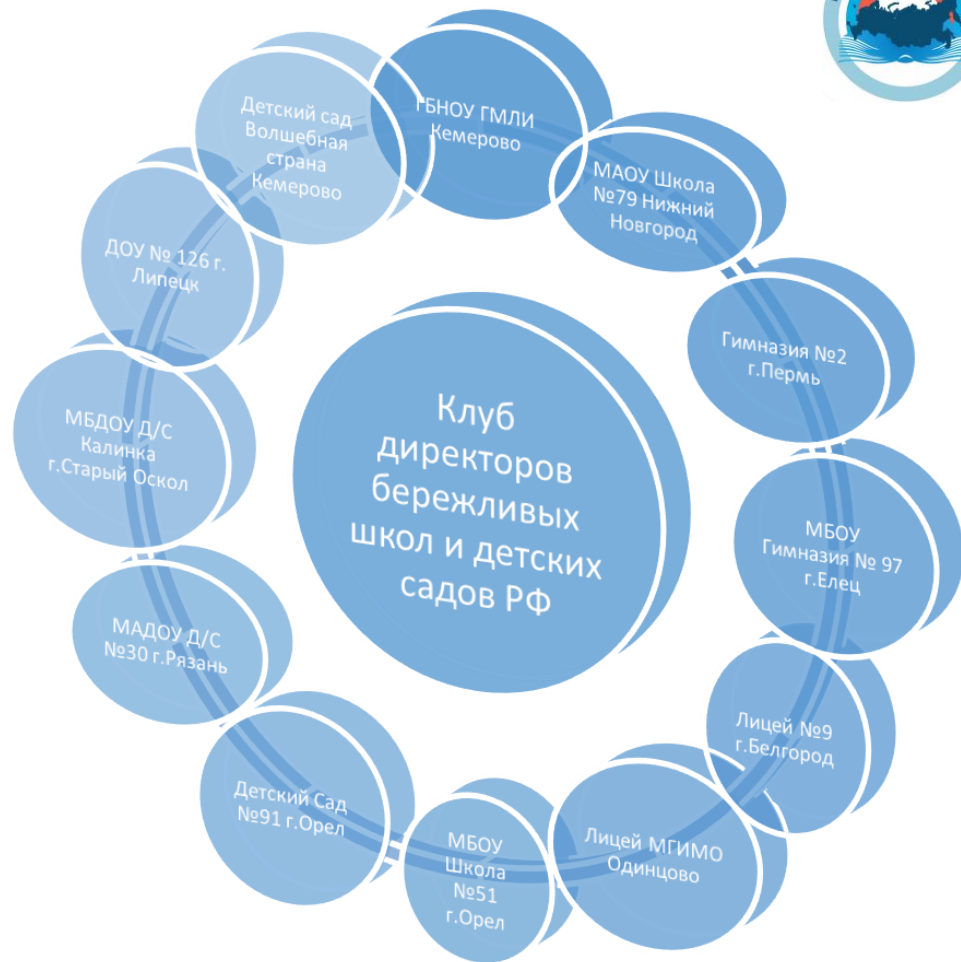 Клуб
директоров
бережливых
школ и детских
садов РФ
ГБНОУ ГМЛИ
Кемерово
МАОУ Школа
№79 Нижний
Новгород
Гимназия №2
г.Пермь
МБОУ
Гимназия № 97
г.Елец
Лицей №9
г.Белгород
Лицей МГИМО
Одинцово
МБОУ
Школа
№51
г.Орел
Детский Сад
№91 г.Орел
МАДОУ Д/С
№30 г.Рязань
МБДОУ Д/С
Калинка
г.Старый Оскол
ДОУ № 126 г.
Липецк
Детский сад
Волшебная
страна
Кемерово